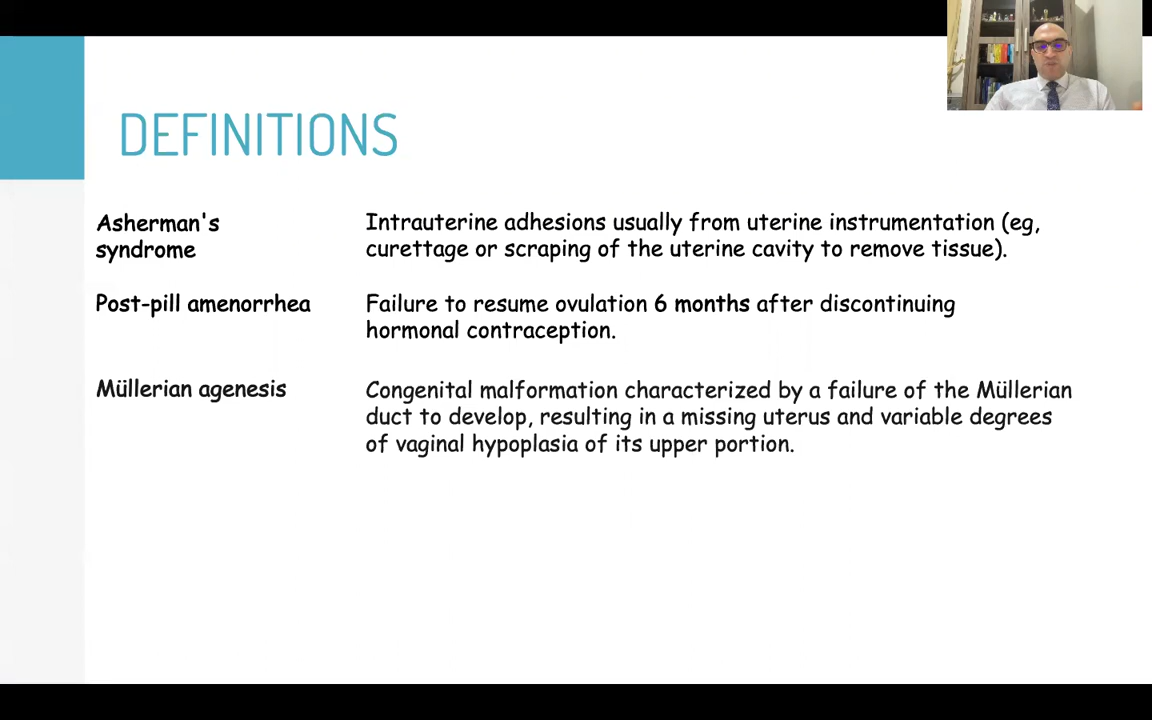 DEFINITIONS
Asherman's
syndrome
Intrauterine adhesions usually from uterine instrumentation (eg,
curettage or scraping of the uterine cavity to remove tissue).
Post-pill amenorrhea
Failure to resume ovulation 6 months after discontinuing
hormonal contraception.
Müllerian agenesis
Congenital malformation characterized by a failure of the Müllerian
duct to develop, resulting in a missing uterus and variable degrees
of vaginal hypoplasia of its upper portion.